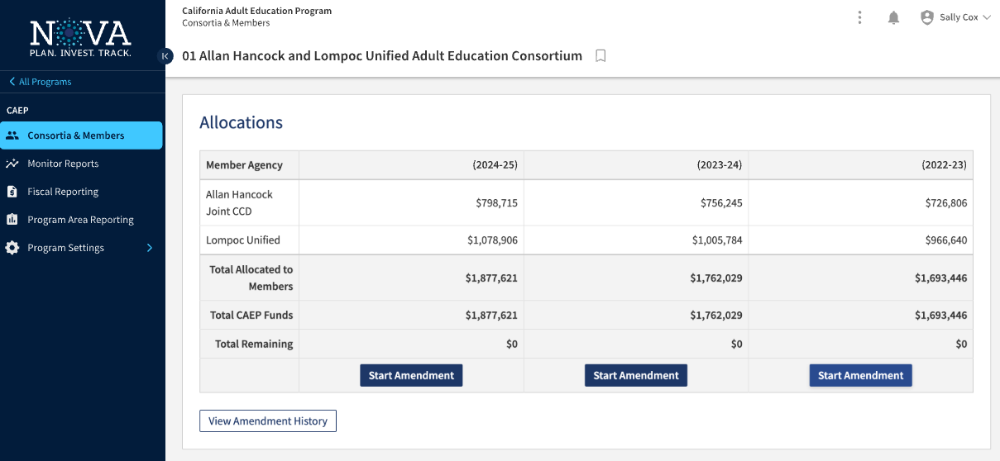 NOVA
PLAN. INVEST. TRACK.
All Programs
CAEP
Consortia & Members
Monitor Reports
Fiscal Reporting
Program Area Reporting
Program Settings
California Adult Education Program
Consortia & Members
Sally Cox
01 Allan Hancock and Lompoc Unified Adult Education Consortium
Allocations
Member Agency (2024-25) (2023-24) (2022-23)
Allan Hancock
Joint CCD $798,715 $756,245 $726,806
Lompoc Unified $1,078,906 $1,005,784 $966,640
Total Allocated to
Members $1,877,621 $1,762,029 $1,693,446
Total CAEP Funds $1,877,621 $1,762,029 $1,693,446
Total Remaining $0 $0 $0
Start Amendment Start Amendment Start Amendment
View Amendment History